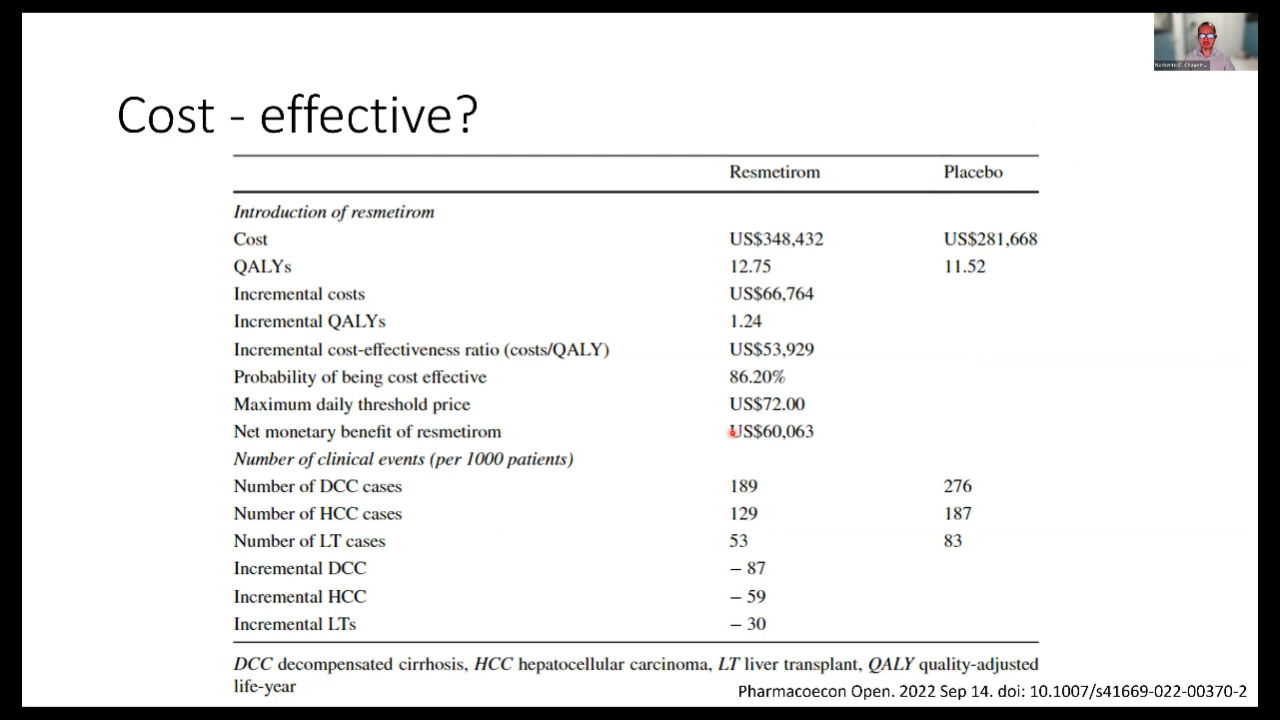 Cost - effective?
Resmetirom Placebo
Introduction of resmetirom
Cost US$348,432 US$281,668
QALYs 12.75 11.52
Incremental costs US$66,764
Incremental QALYs 1.24
Incremental cost-effectiveness ratio (costs/QALY) US$53,929
Probability of being cost effective 86.20%
Maximum daily threshold price US$72.00
Net monetary benefit of resmetirom US$60,063
Number of clinical events (per 1000 patients)
Number of DCC cases 189 276
Number of HCC cases 129 187
Number of LT cases 53 83
Incremental DCC − 87
Incremental HCC − 59
Incremental LTs − 30
DCC decompensated cirrhosis, HCC hepatocellular carcinoma, LT liver transplant, QALY quality-adjusted
life-year
Pharmacoecon Open. 2022 Sep 14. doi: 10.1007/s41669-022-00370-2